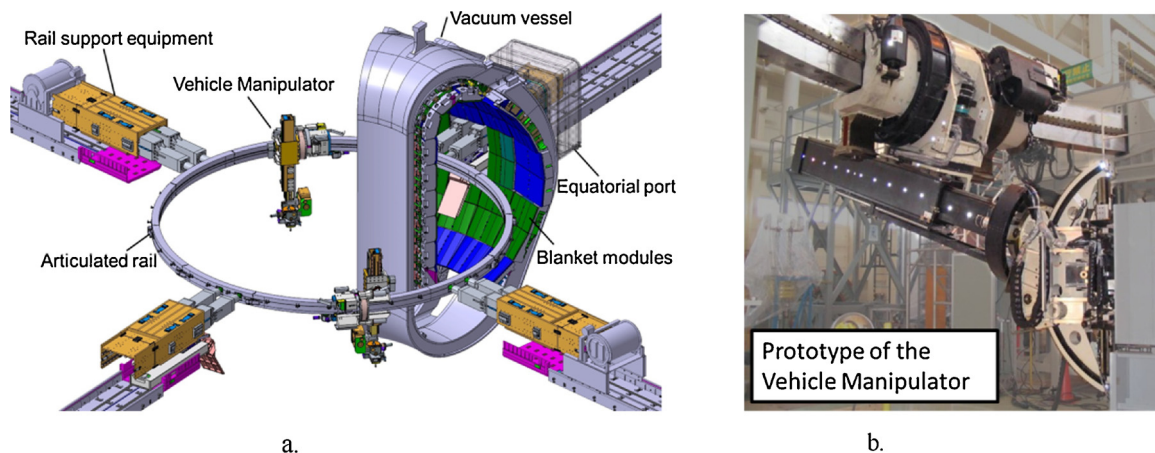 Vacuum vessel
Rail support equipment
Vehicle Manipulator
Equatorial port
Articulated rail
Blanket modules
Prototype of the
Vehicle Manipulator
a.
b.